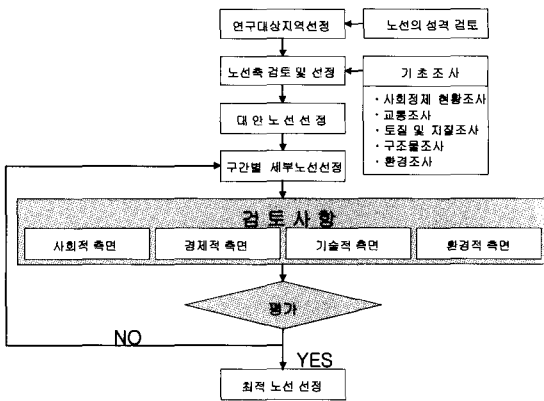 연구대상지역선정
노선의 성격 검토
노선축 검토 및 선정
기 초 조 사
· 사회경제 현황조사
· 교통조사
· 토질 및 지질조사
· 구조물조사
· 환경조사
대 안 노 선 선 정
구간별 세부노선선정
검 토 사 항
사회적 측면
경제적 측면
기술적 측면
환경적 측면
평가
NO
YES
최적 노선 선정